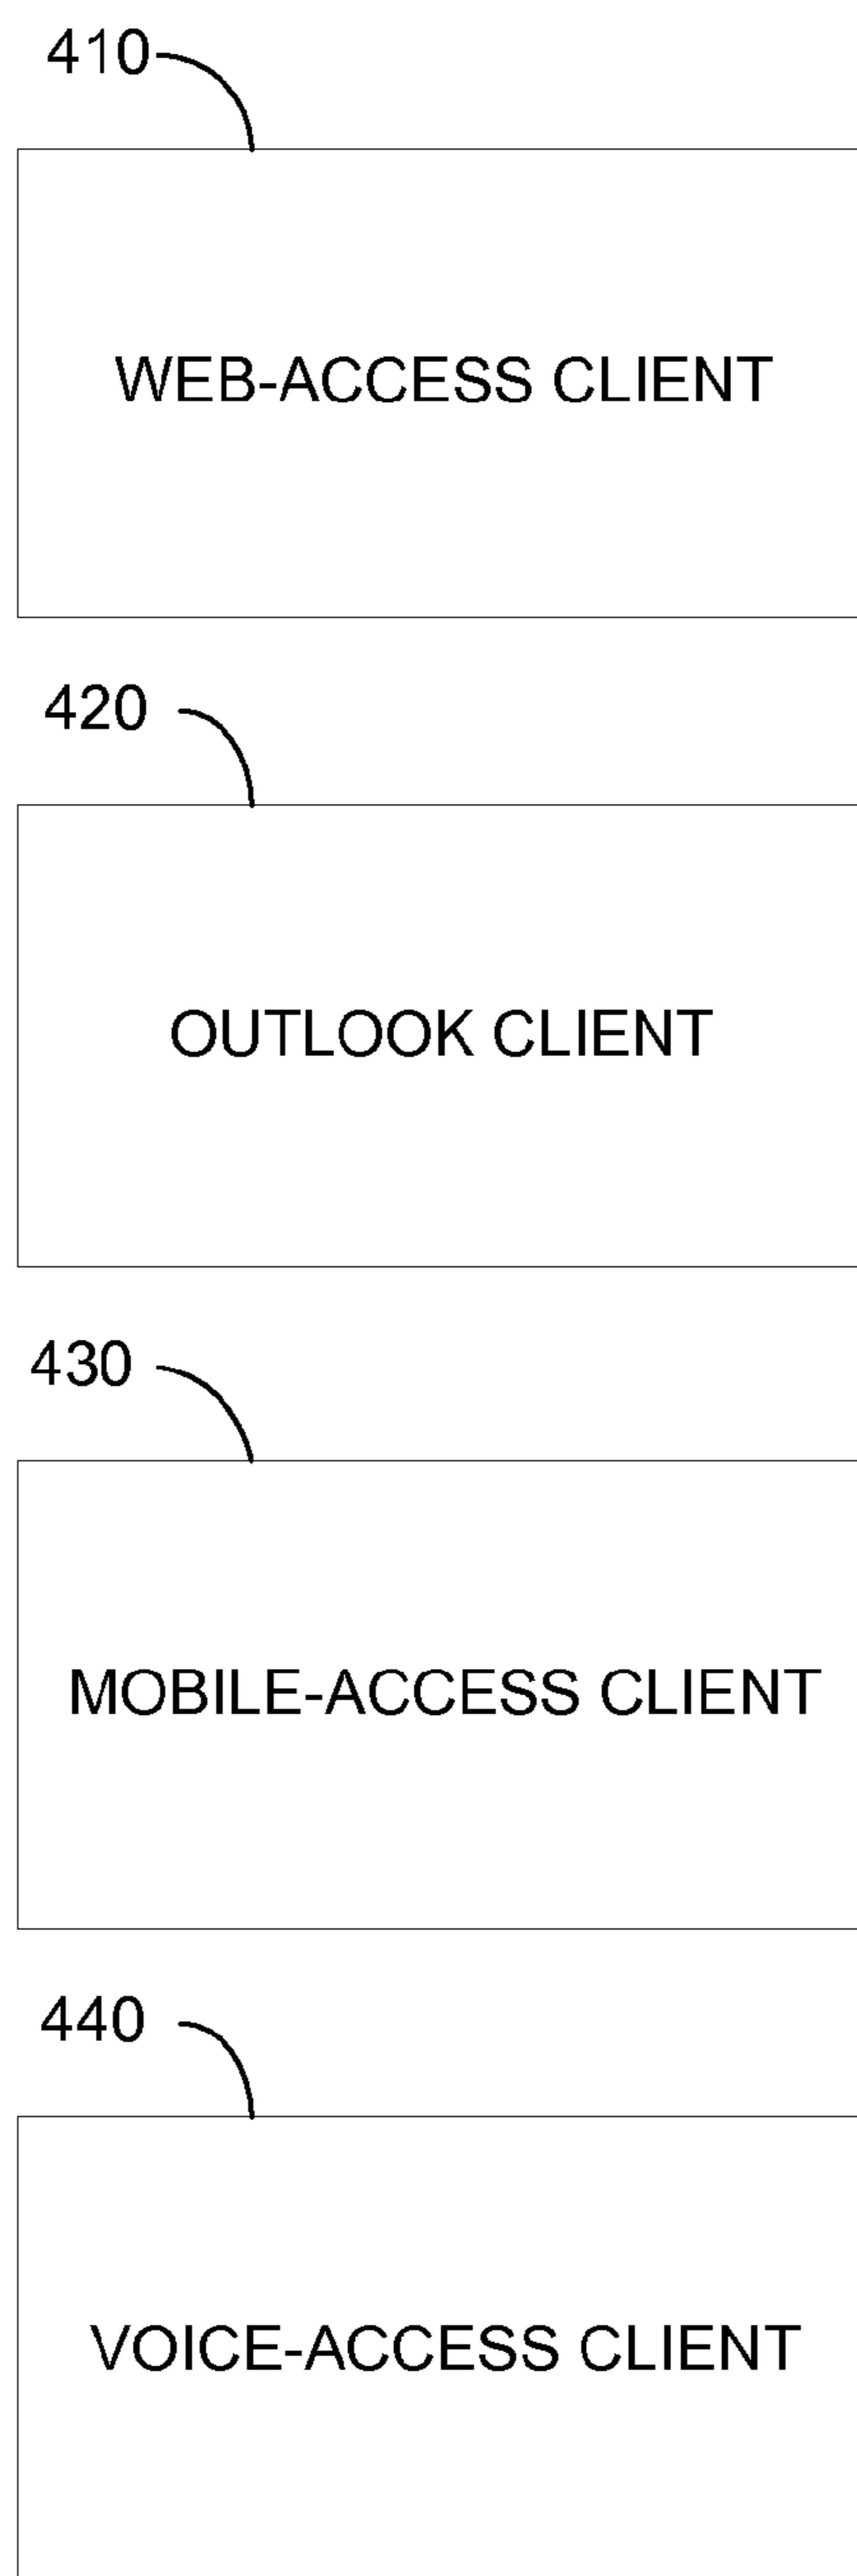 410
WEB-ACCESS CLIENT
420
OUTLOOK CLIENT
430
MOBILE-ACCESS CLIENT
440
VOICE-ACCESS CLIENT